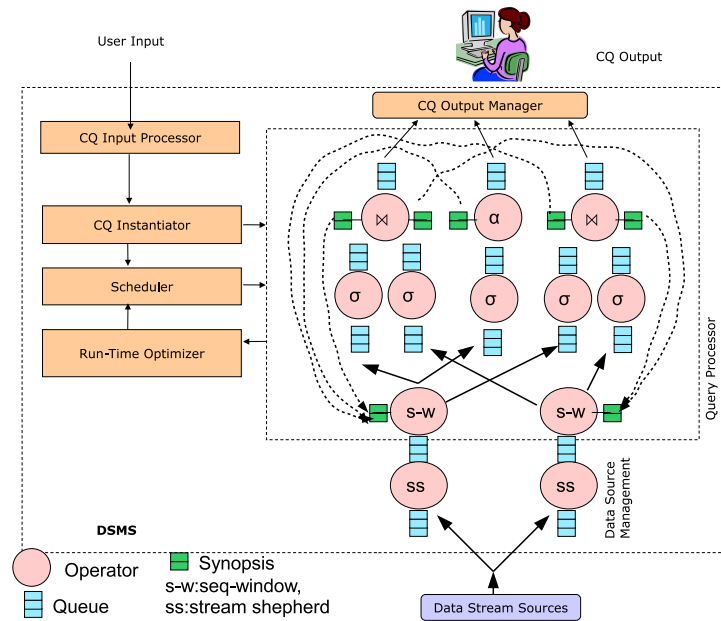 User Input
CQ Output
CQ Output Manager
CQ Input Processor
CQ Instantiator
Scheduler
Run-Time Optimizer
⋈
α
⋈
σ
σ
σ
σ
σ
s-w
s-w
Query Processor
ss
ss
Data Source
Management
DSMS
Operator
Queue
Synopsis
s-w:seq-window,
ss:stream shepherd
Data Stream Sources